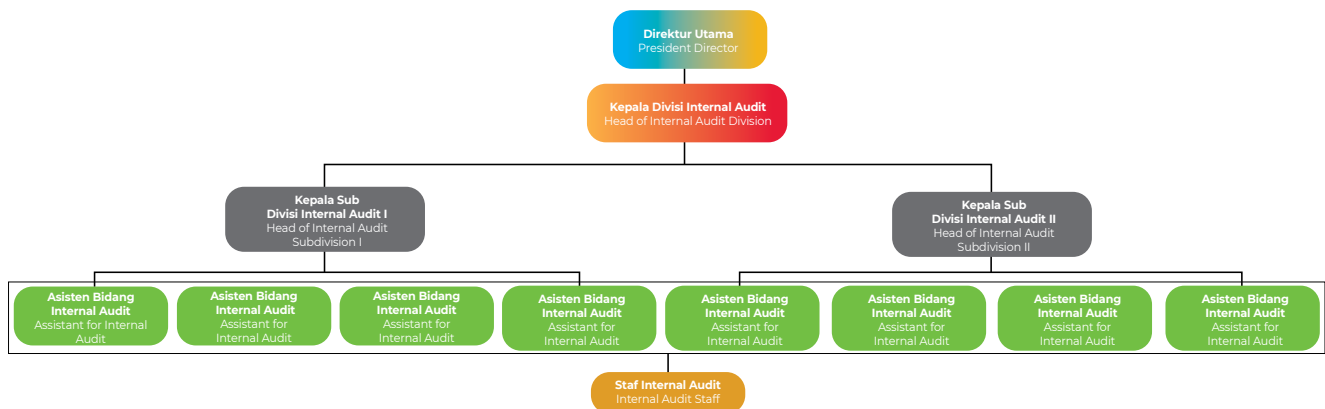 Direktur Utama
President Director
Kepala Divisi Internal Audit
Head of Internal Audit Division
Kepala Sub
Divisi Internal Audit I
Head of Internal Audit
Subdivision I
Kepala Sub
Divisi Internal Audit II
Head of Internal Audit
Subdivision II
Asisten Bidang
Internal Audit
Assistant for Internal
Audit
Asisten Bidang
Internal Audit
Assistant for
Internal Audit
Asisten Bidang
Internal Audit
Assistant for
Internal Audit
Asisten Bidang
Internal Audit
Assistant for
Internal Audit
Asisten Bidang
Internal Audit
Assistant for
Internal Audit
Asisten Bidang
Internal Audit
Assistant for
Internal Audit
Asisten Bidang
Internal Audit
Assistant for
Internal Audit
Asisten Bidang
Internal Audit
Assistant for
Internal Audit
Staf Internal Audit
Internal Audit Staff